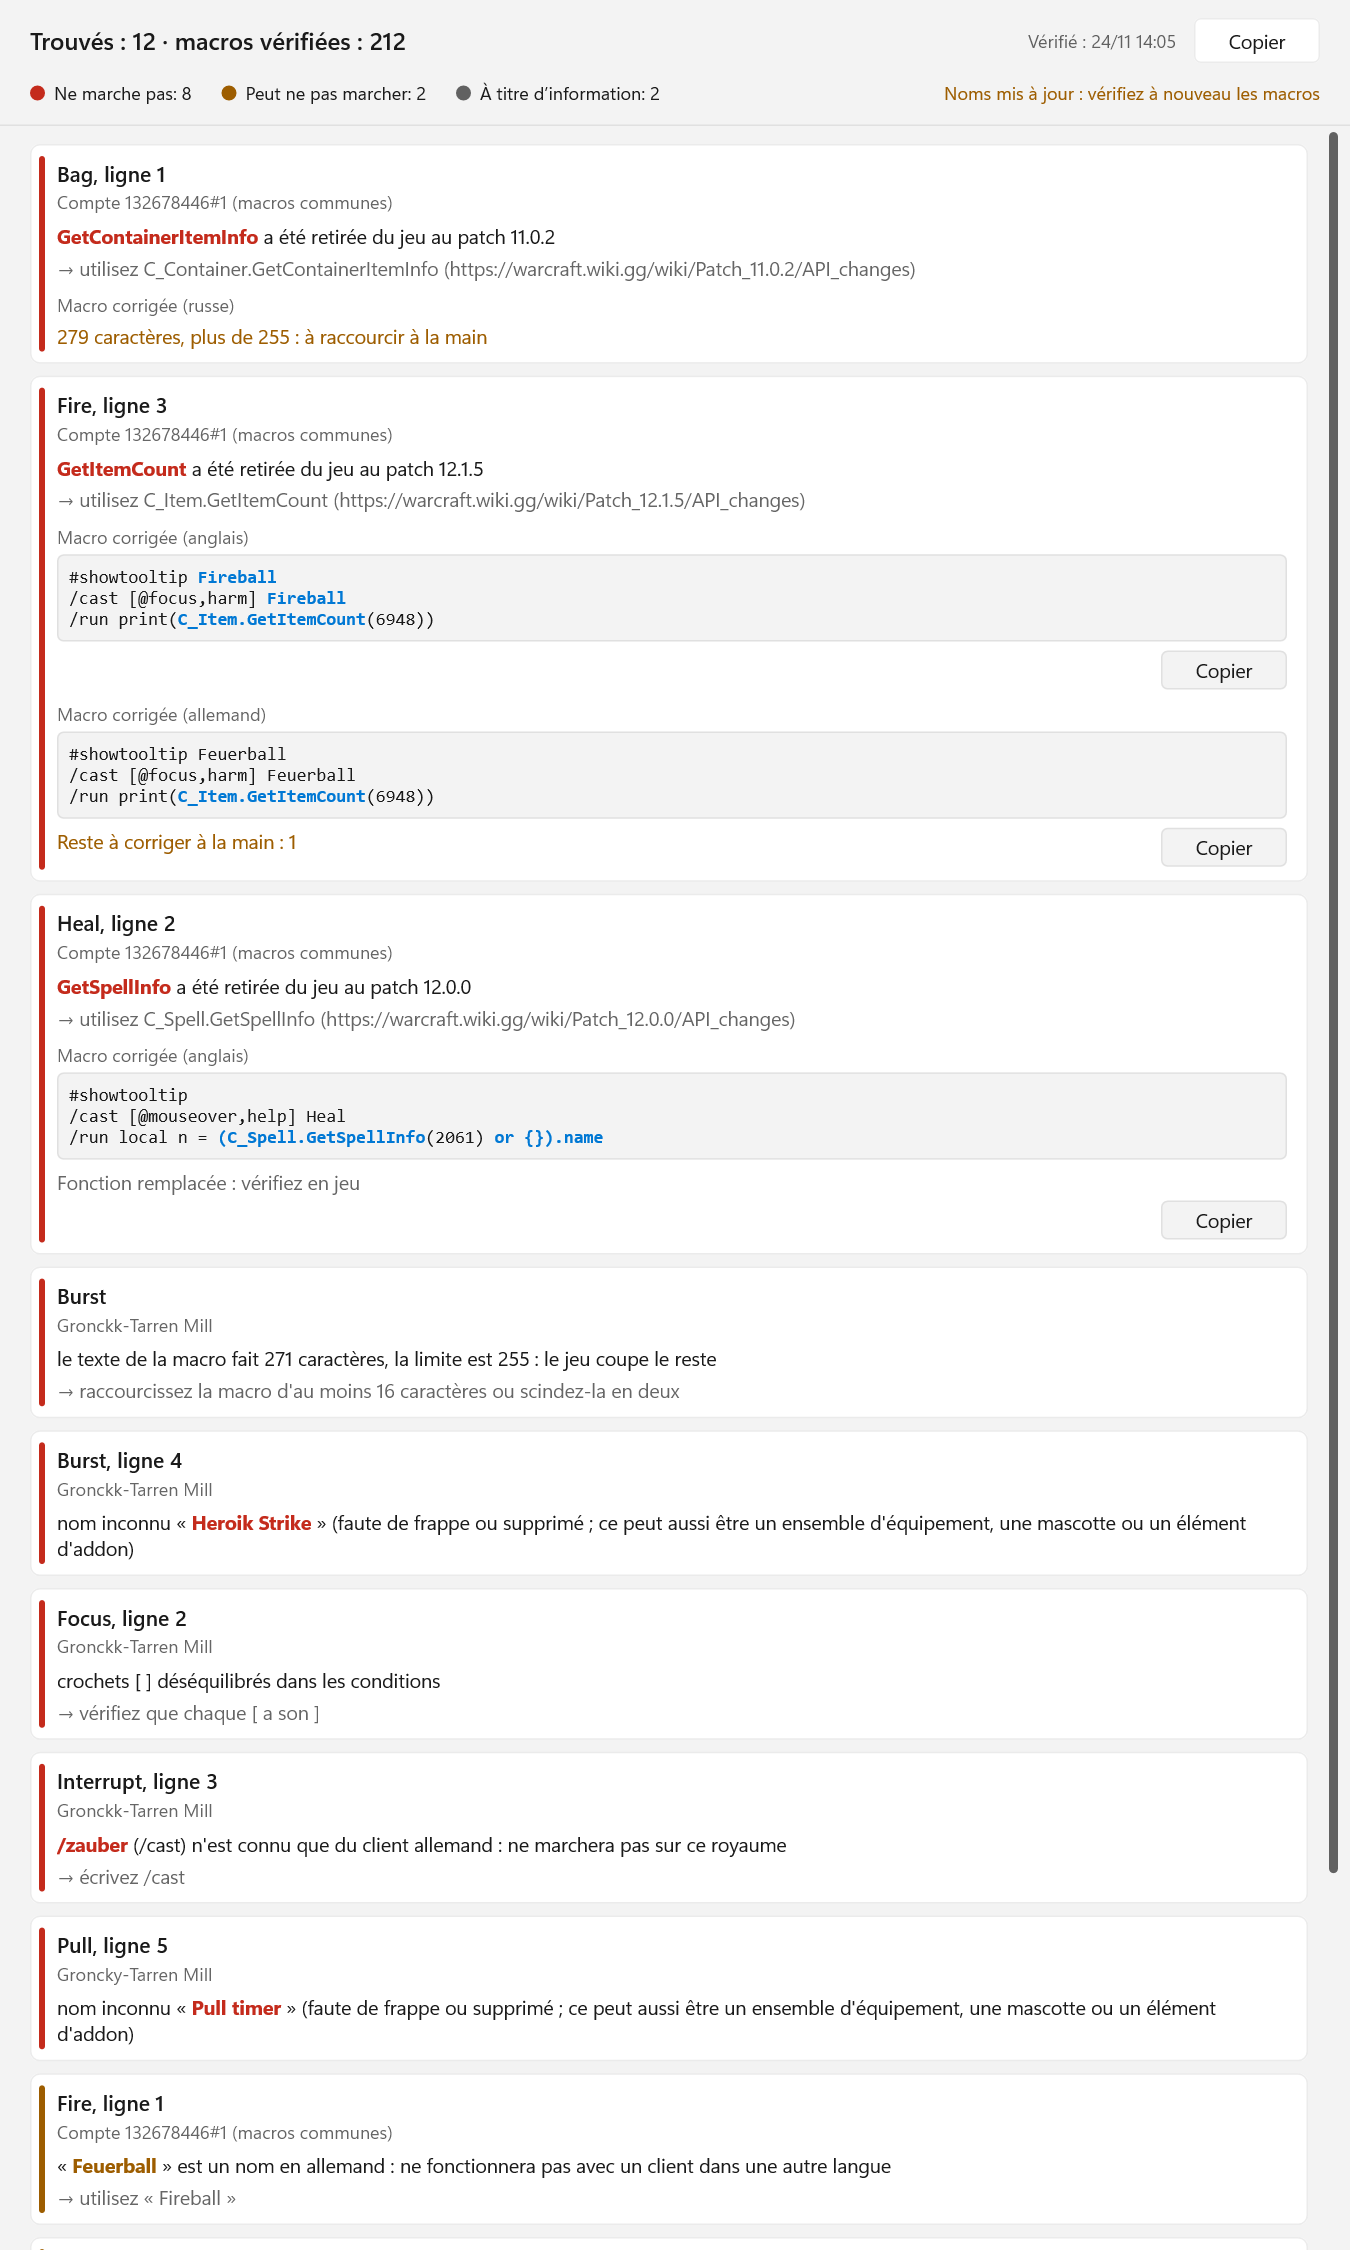 Trouvés : 12 · macros vérifiées : 212
Vérifié : 24/11 14:05
Copier
Ne marche pas: 8
Peut ne pas marcher: 2
À titre d’information: 2
Noms mis à jour : vérifiez à nouveau les macros
Bag, ligne 1
Compte 132678446#1 (macros communes)
GetContainerItemInfo a été retirée du jeu au patch 11.0.2
→ utilisez C_Container.GetContainerItemInfo (https://warcraft.wiki.gg/wiki/Patch_11.0.2/API_changes)
Macro corrigée (russe)
279 caractères, plus de 255 : à raccourcir à la main
Fire, ligne 3
Compte 132678446#1 (macros communes)
GetItemCount a été retirée du jeu au patch 12.1.5
→ utilisez C_Item.GetItemCount (https://warcraft.wiki.gg/wiki/Patch_12.1.5/API_changes)
Macro corrigée (anglais)
#showtooltip Fireball
/cast [@focus,harm] Fireball
/run print(C_Item.GetItemCount(6948))
Copier
Macro corrigée (allemand)
#showtooltip Feuerball
/cast [@focus,harm] Feuerball
/run print(C_Item.GetItemCount(6948))
Reste à corriger à la main : 1
Copier
Heal, ligne 2
Compte 132678446#1 (macros communes)
GetSpellInfo a été retirée du jeu au patch 12.0.0
→ utilisez C_Spell.GetSpellInfo (https://warcraft.wiki.gg/wiki/Patch_12.0.0/API_changes)
Macro corrigée (anglais)
#showtooltip
/cast [@mouseover,help] Heal
/run local n = (C_Spell.GetSpellInfo(2061) or {}).name
Fonction remplacée : vérifiez en jeu
Copier
Burst
Gronckk-Tarren Mill
le texte de la macro fait 271 caractères, la limite est 255 : le jeu coupe le reste
→ raccourcissez la macro d'au moins 16 caractères ou scindez-la en deux
Burst, ligne 4
Gronckk-Tarren Mill
nom inconnu « Heroik Strike » (faute de frappe ou supprimé ; ce peut aussi être un ensemble d'équipement, une mascotte ou un élément
d'addon)
Focus, ligne 2
Gronckk-Tarren Mill
crochets [ ] déséquilibrés dans les conditions
→ vérifiez que chaque [ a son ]
Interrupt, ligne 3
Gronckk-Tarren Mill
/zauber (/cast) n'est connu que du client allemand : ne marchera pas sur ce royaume
→ écrivez /cast
Pull, ligne 5
Groncky-Tarren Mill
nom inconnu « Pull timer » (faute de frappe ou supprimé ; ce peut aussi être un ensemble d'équipement, une mascotte ou un élément
d'addon)
Fire, ligne 1
Compte 132678446#1 (macros communes)
« Feuerball » est un nom en allemand : ne fonctionnera pas avec un client dans une autre langue
→ utilisez « Fireball »